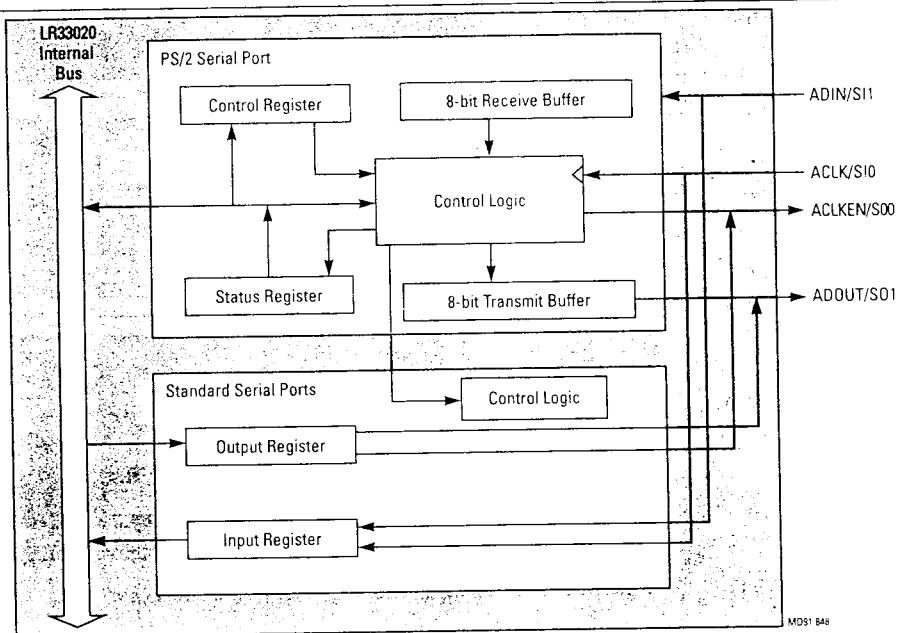 LR33020
Internal
Bus
PS/2 Serial Port
Control Register
8-bit Receive Buffer
ADIN/SI1
ACLK/SI0
Control Logic
ACLKEN/S00
Status Register
8-bit Transmit Buffer
ADOUT/SO1
Standard Serial Ports
Control Logic
Output Register
Input Register
MDS1 848